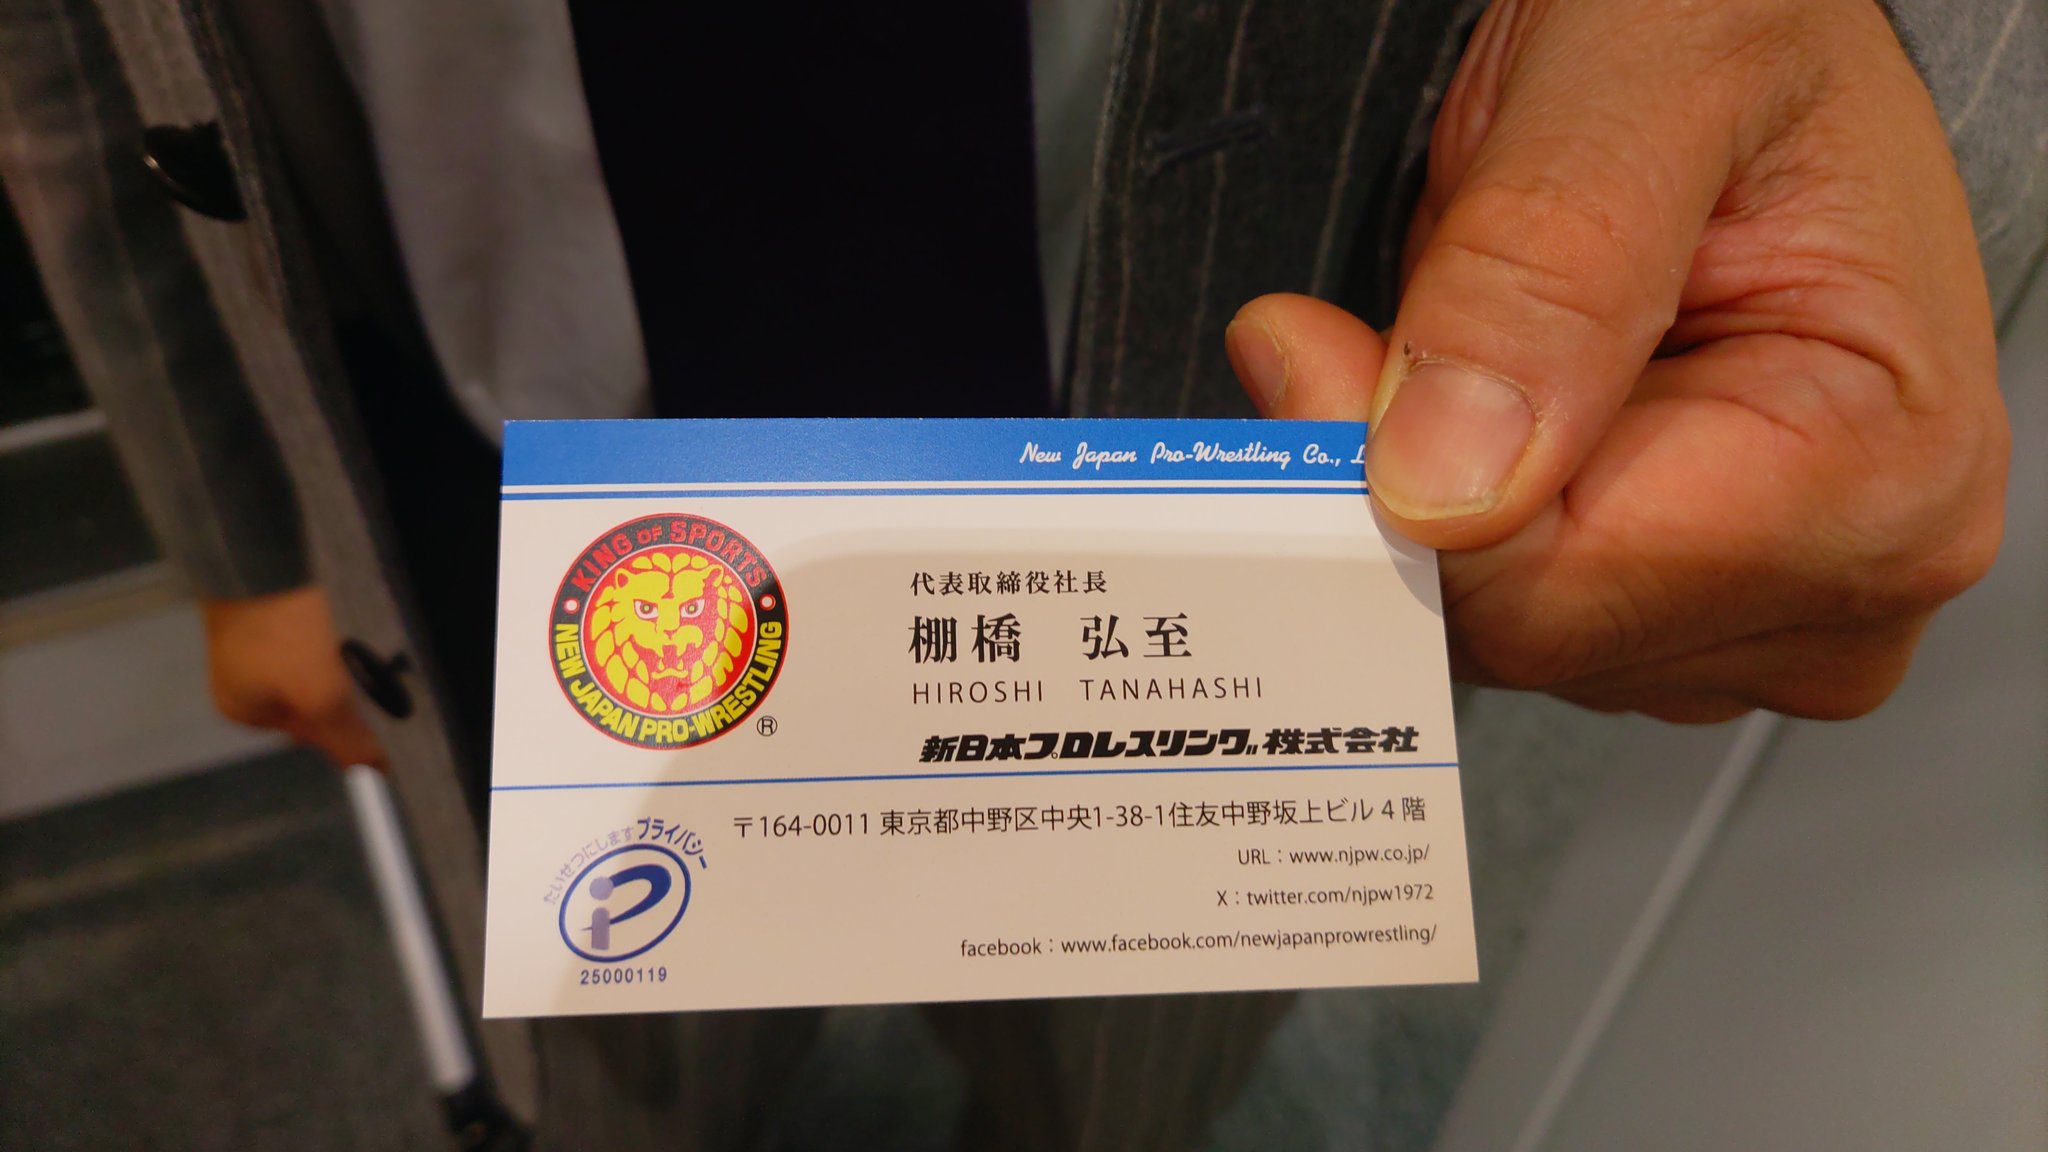 New Japan Pro-Wrestling Co.,
KING OF SPORTS
NEW JAPAN PRO-WRESTLING
®
代表取締役社長
棚橋 弘至
HIROSHI TANAHASHI
新日本プロレスリング株式会社
〒164-0011 東京都中野区中央1-38-1住友中野坂上ビル 4 階
URL：www.njpw.co.jp/
X：twitter.com/njpw1972
facebook：www.facebook.com/newjapanprowrestling/
たいせつにしますプライバシー
25000119